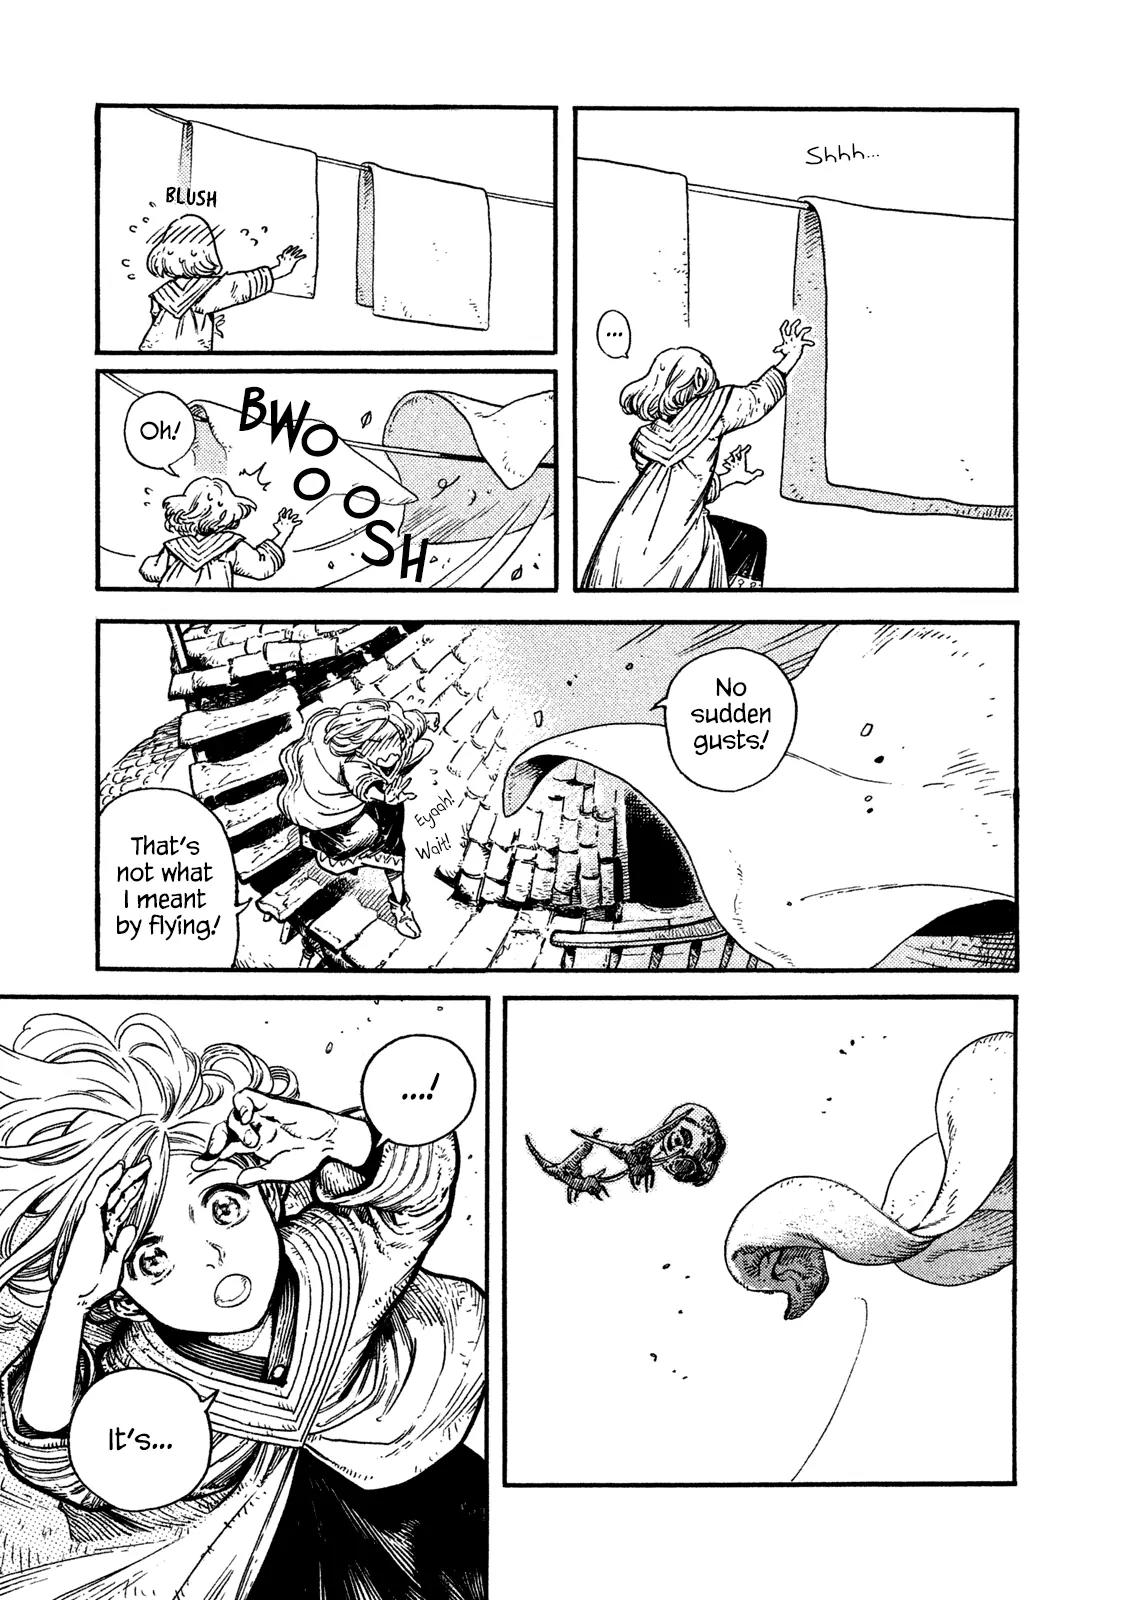 Shhh...
...
BLUSH
Oh!
BWOOOSH
No
sudden
gusts!
Eyaah!
Wait!
That's
not what
I meant
by flying!
....!
It's...